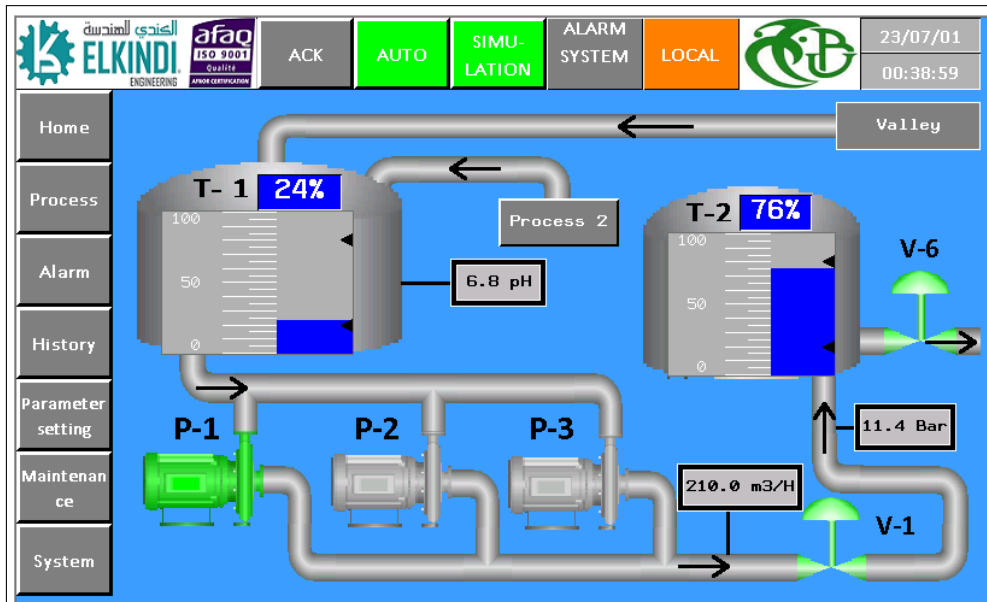 الكندي للهندسة
ELKINDI
ENGINEERING
afaq
ISO 9001
Qualité
AFNOR CERTIFICATION
ACK
AUTO
SIMU-
LATION
ALARM
SYSTEM
LOCAL
23/07/01
00:38:59
Home
Process
Alarm
History
Parameter
setting
Maintenan
ce
System
Valley
T- 1 24%
100
50
0
Process 2
6.8 pH
T-2 76%
100
50
0
V-6
P-1
P-2
P-3
11.4 Bar
210.0 m3/H
V-1